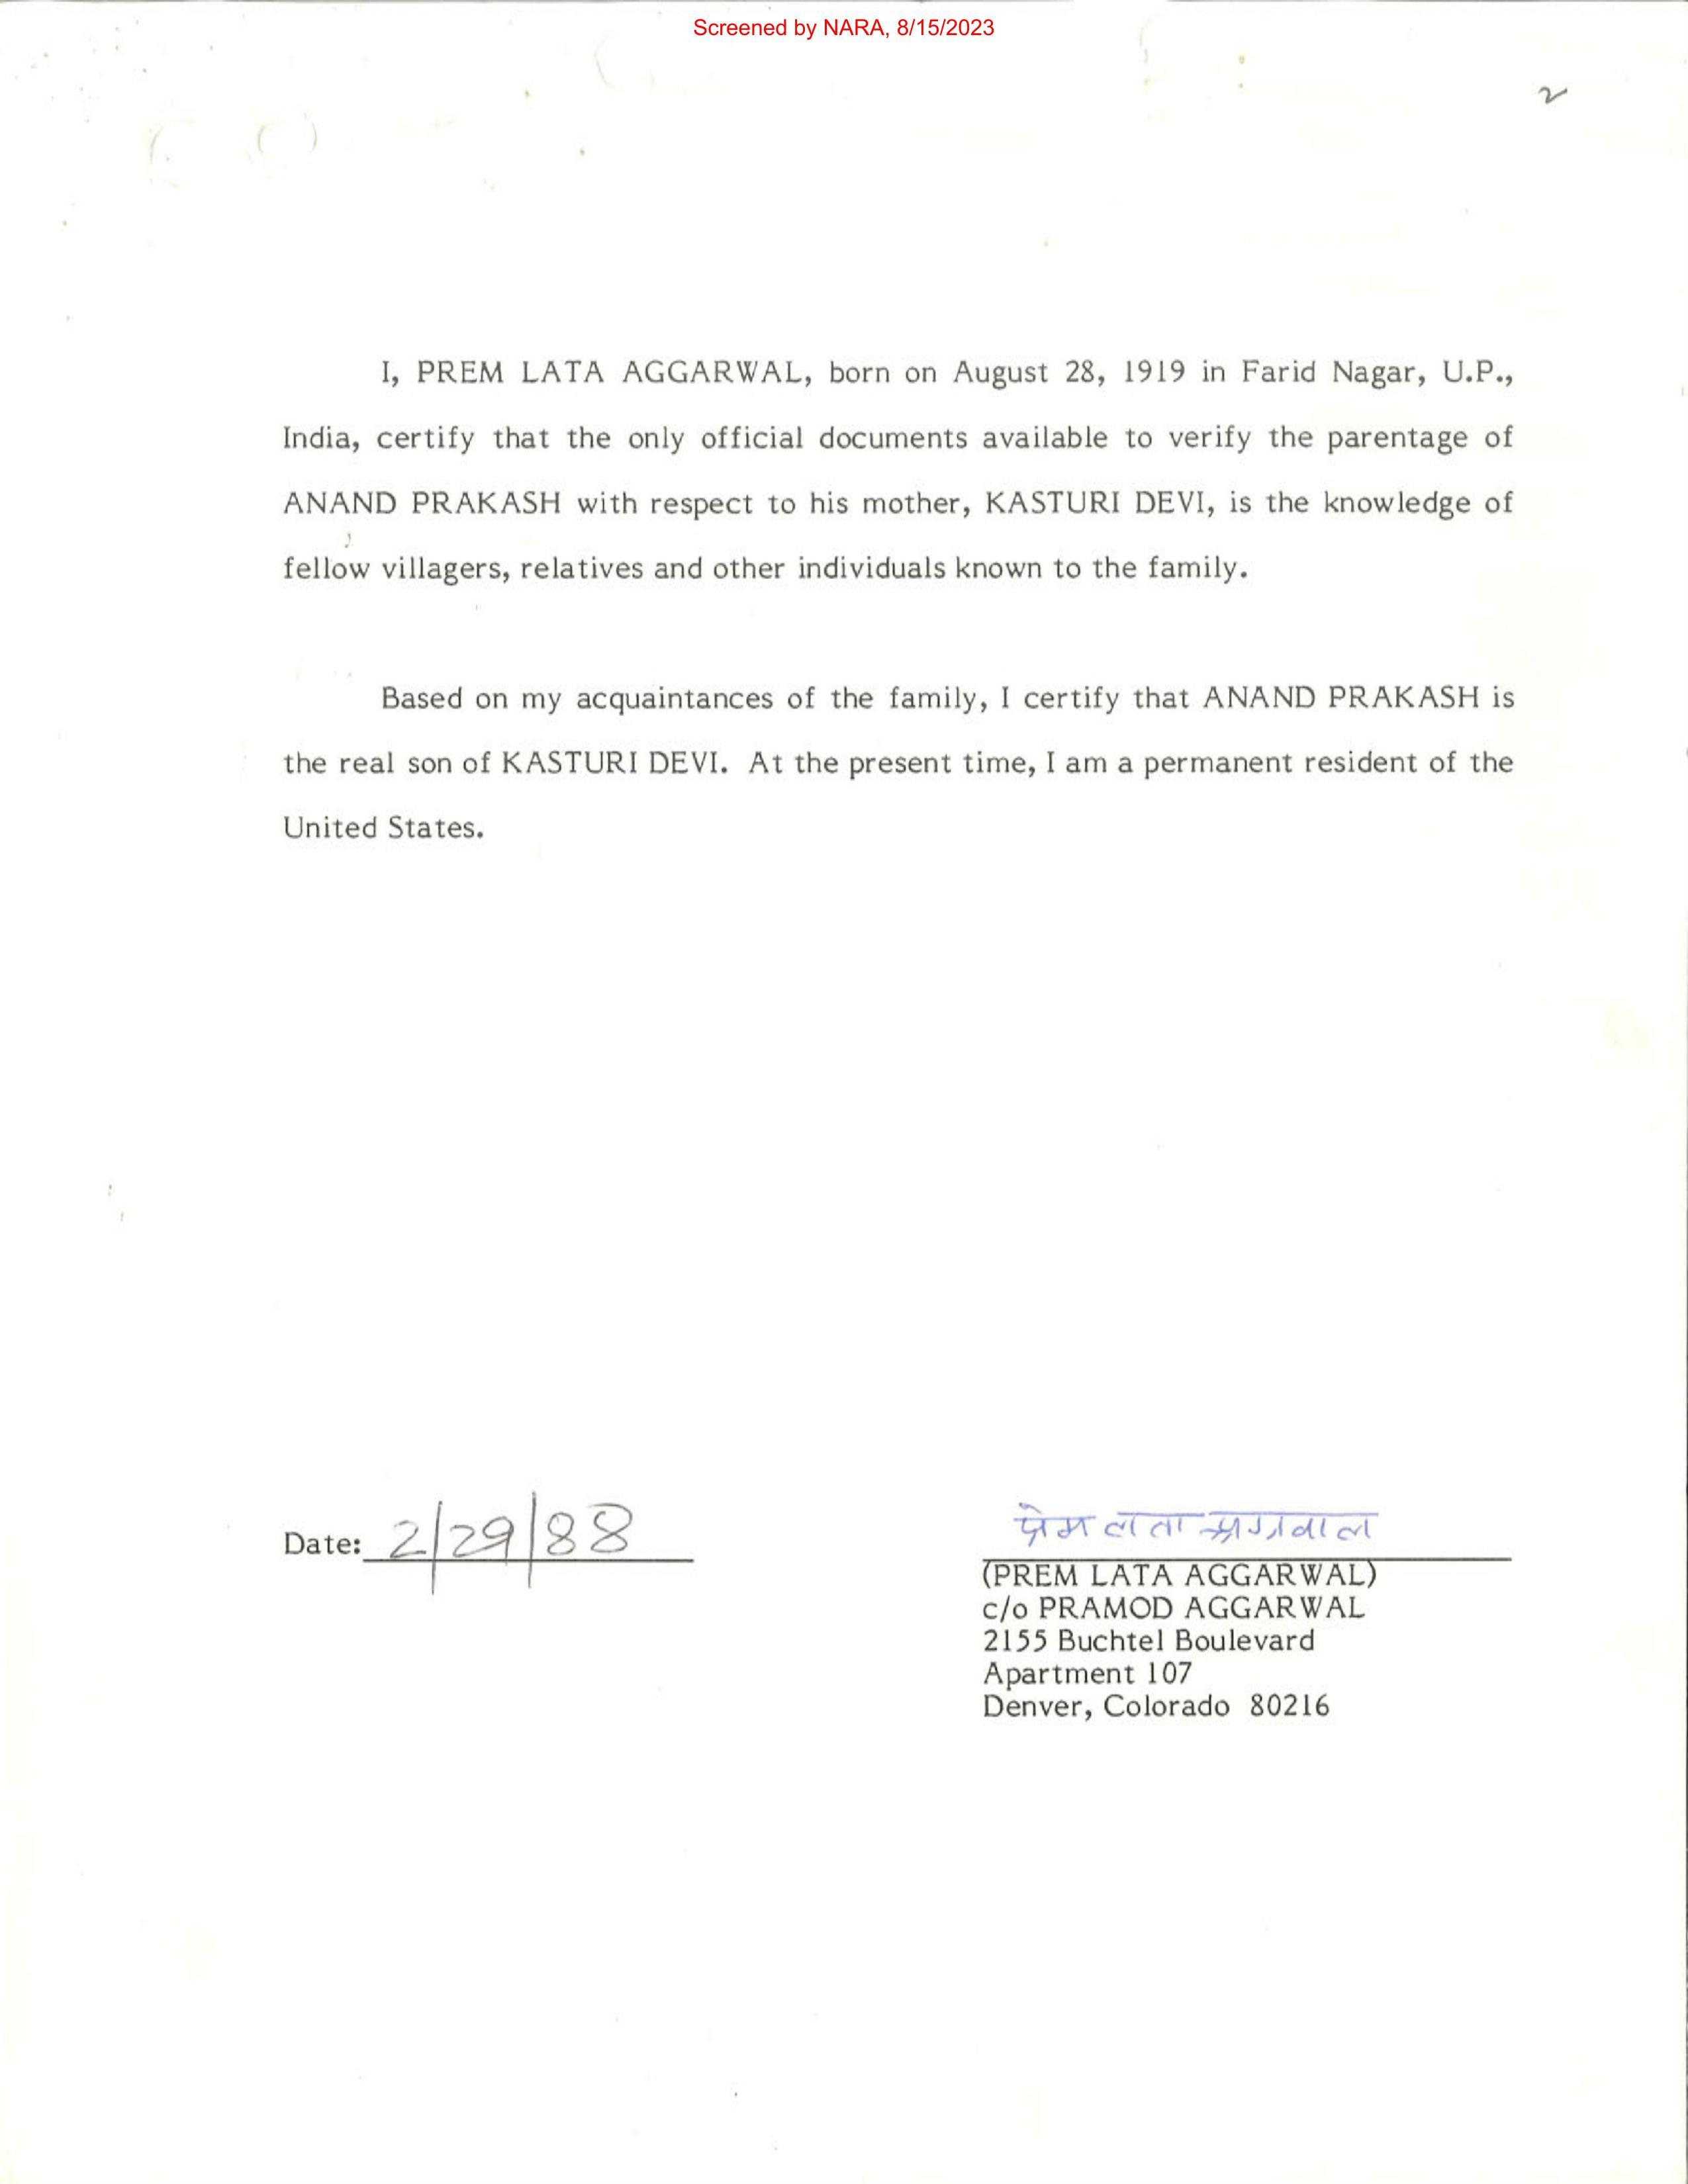 Screened by NARA, 8/15/2023
2
I, PREM LATA AGGARWAL, born on August 28, 1919 in Farid Nagar, U.P.,
India, certify that the only official documents available to verify the parentage of
ANAND PRAKASH with respect to his mother, KASTURI DEVI, is the knowledge of
fellow villagers, relatives and other individuals known to the family.
Based on my acquaintances of the family, I certify that ANAND PRAKASH is
the real son of KASTURI DEVI. At the present time, I am a permanent resident of the
United States.
Date: 2/29/88
प्रेम लता अग्रवाल
(PREM LATA AGGARWAL)
c/o PRAMOD AGGARWAL
2155 Buchtel Boulevard
Apartment 107
Denver, Colorado 80216